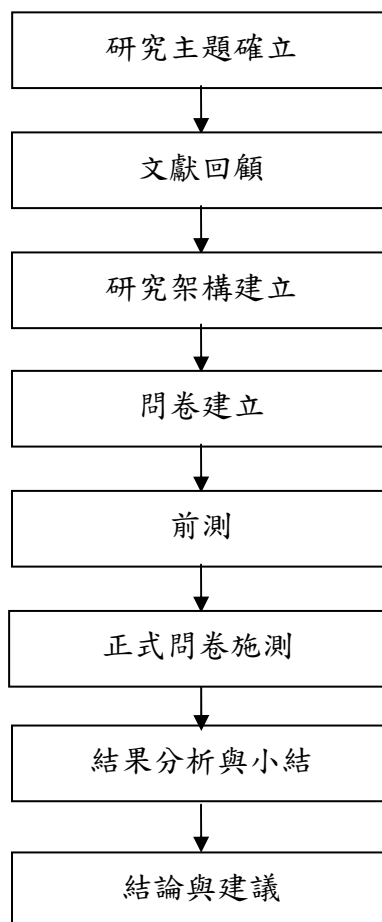 研究主題確立
文獻回顧
研究架構建立
問卷建立
前測
正式問卷施測
結果分析與小結
結論與建議